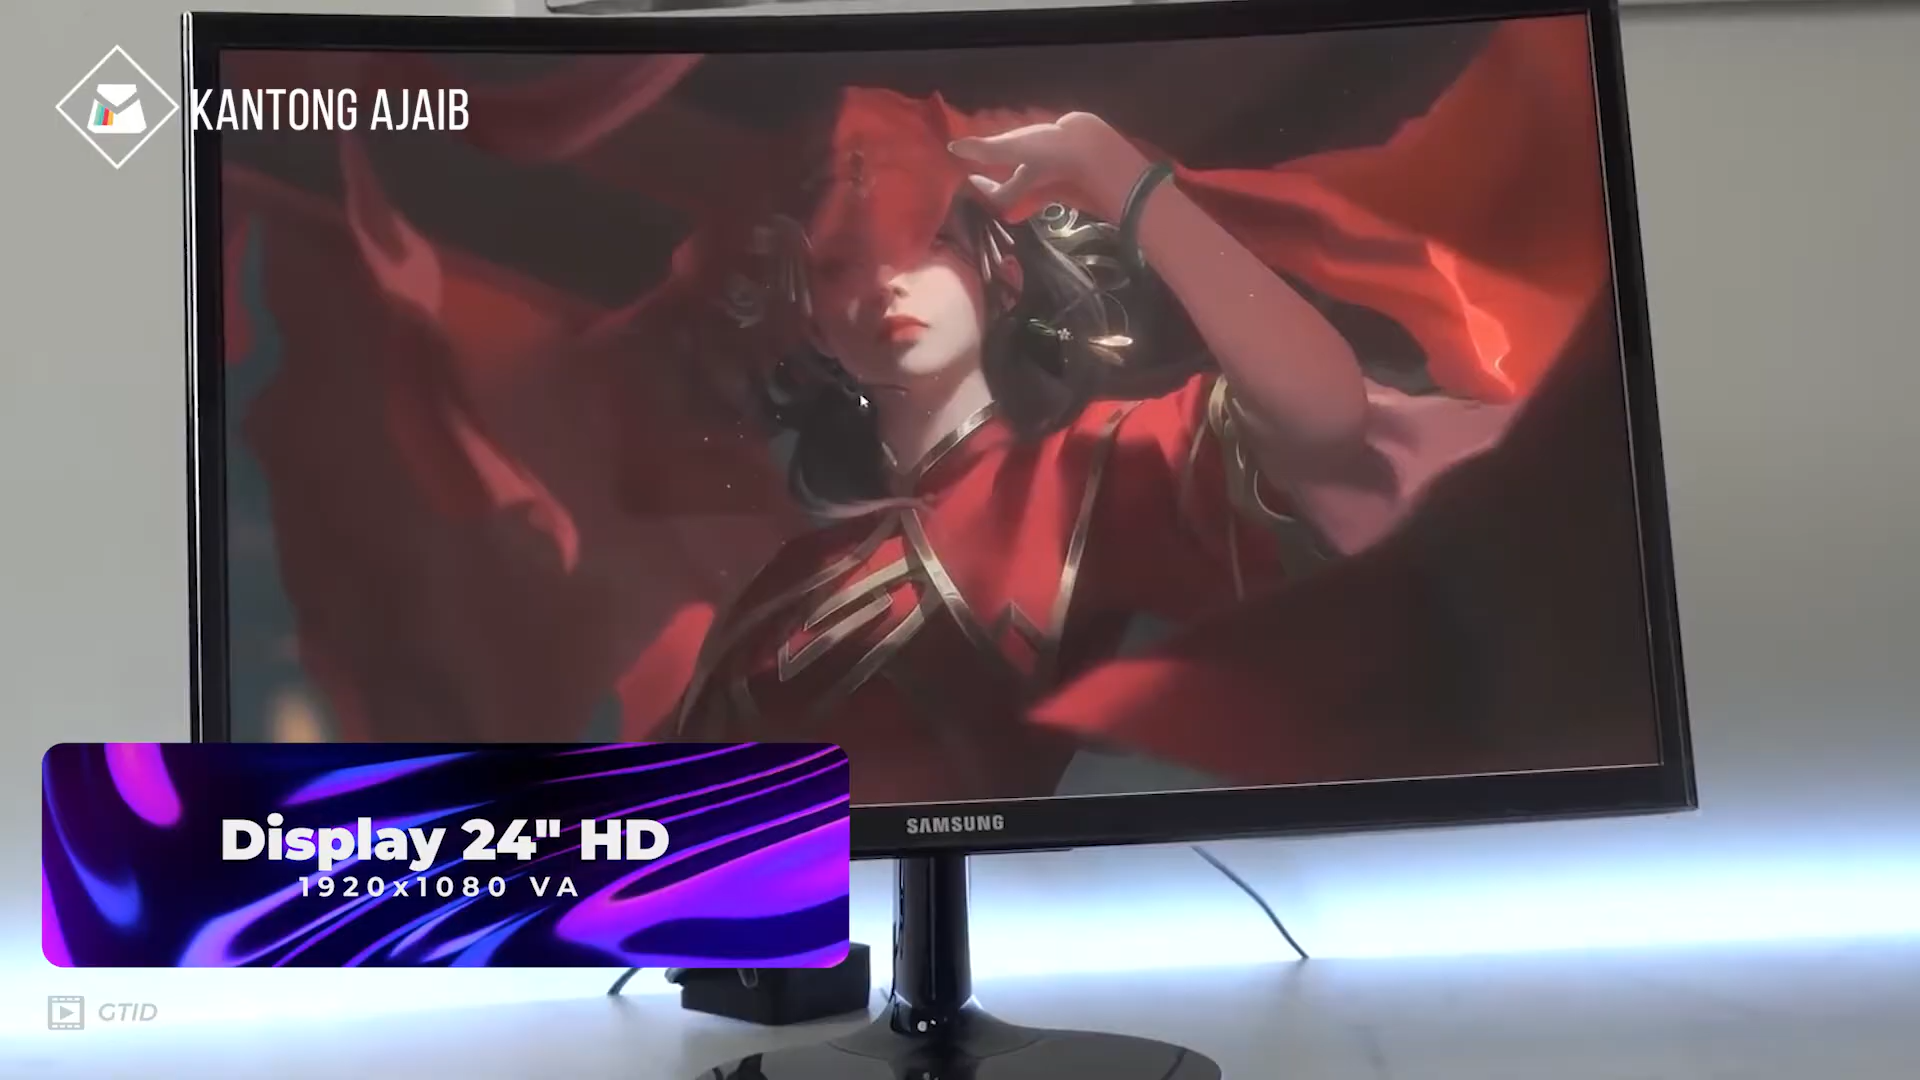 KANTONG AJAIB
SAMSUNG
Display 24" HD
1920x1080 VA
GTID